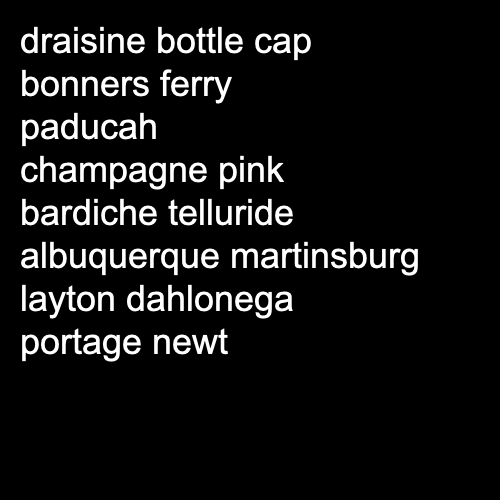 draisine bottle cap
bonners ferry
paducah
champagne pink
bardiche telluride
albuquerque martinsburg
layton dahlonega
portage newt